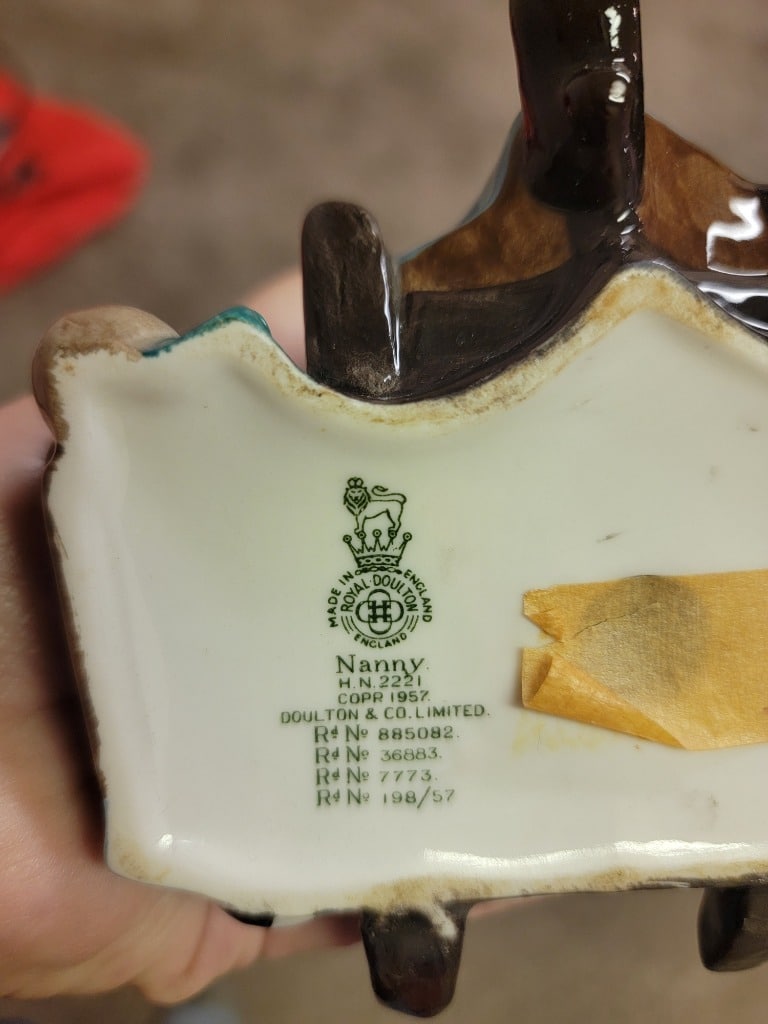 MADE IN ENGLAND
ROYAL DOULTON
ENGLAND
Nanny.
H.N.2221
COPR 1957.
DOULTON & CO. LIMITED.
Rd No 885082.
Rd No 36883.
Rd No 7773.
Rd No 198/57